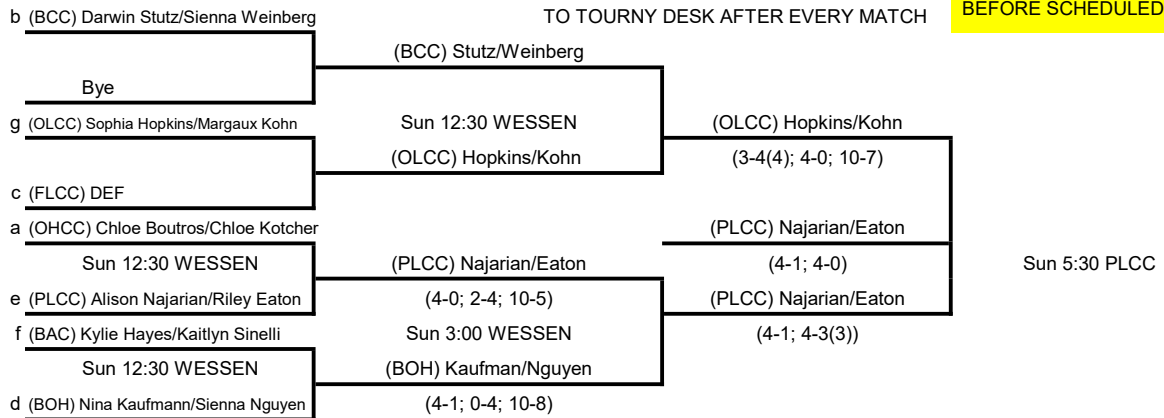 b (BCC) Darwin Stutz/Sienna Weinberg
TO TOURNY DESK AFTER EVERY MATCH
BEFORE SCHEDULED
(BCC) Stutz/Weinberg
Bye
g (OLCC) Sophia Hopkins/Margaux Kohn
Sun 12:30 WESSEN
(OLCC) Hopkins/Kohn
(OLCC) Hopkins/Kohn
(3-4(4); 4-0; 10-7)
c (FLCC) DEF
a (OHCC) Chloe Boutros/Chloe Kotcher
(PLCC) Najarian/Eaton
Sun 12:30 WESSEN
(PLCC) Najarian/Eaton
(4-1; 4-0)
Sun 5:30 PLCC
e (PLCC) Alison Najarian/Riley Eaton
(4-0; 2-4; 10-5)
(PLCC) Najarian/Eaton
f (BAC) Kylie Hayes/Kaitlyn Sinelli
Sun 3:00 WESSEN
(4-1; 4-3(3))
Sun 12:30 WESSEN
(BOH) Kaufman/Nguyen
d (BOH) Nina Kaufmann/Sienna Nguyen
(4-1; 0-4; 10-8)